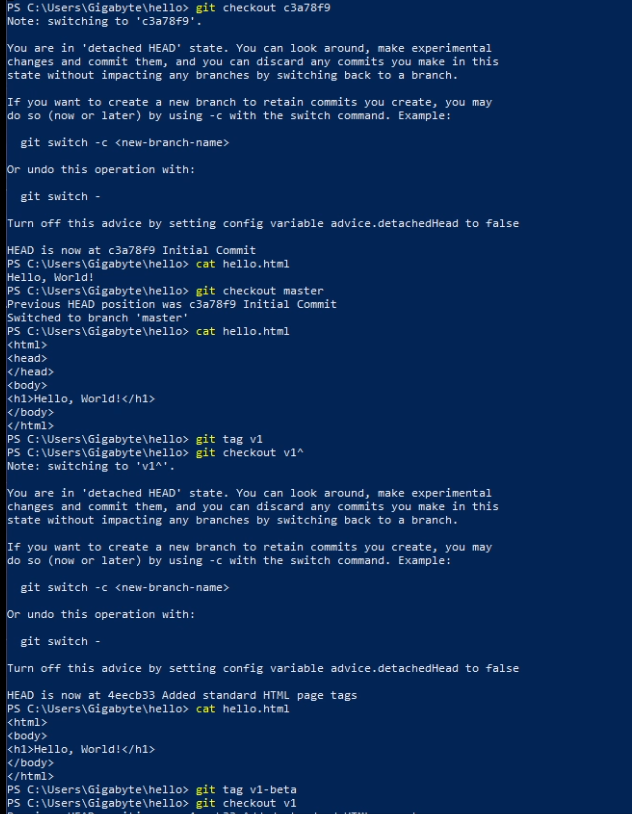 PS C:\Users\Gigabyte\hello> git checkout c3a78f9
Note: switching to 'c3a78f9'.
You are in 'detached HEAD' state. You can look around, make experimental
changes and commit them, and you can discard any commits you make in this
state without impacting any branches by switching back to a branch.
If you want to create a new branch to retain commits you create, you may
do so (now or later) by using -c with the switch command. Example:
git switch -c <new-branch-name>
Or undo this operation with:
git switch -
Turn off this advice by setting config variable advice.detachedHead to false
HEAD is now at c3a78f9 Initial Commit
PS C:\Users\Gigabyte\hello> cat hello.html
Hello, World!
PS C:\Users\Gigabyte\hello> git checkout master
Previous HEAD position was c3a78f9 Initial Commit
Switched to branch 'master'
PS C:\Users\Gigabyte\hello> cat hello.html
<html>
<head>
</head>
<body>
<h1>Hello, World!</h1>
</body>
</html>
PS C:\Users\Gigabyte\hello> git tag v1
PS C:\Users\Gigabyte\hello> git checkout v1^
Note: switching to 'v1^'.
You are in 'detached HEAD' state. You can look around, make experimental
changes and commit them, and you can discard any commits you make in this
state without impacting any branches by switching back to a branch.
If you want to create a new branch to retain commits you create, you may
do so (now or later) by using -c with the switch command. Example:
git switch -c <new-branch-name>
Or undo this operation with:
git switch -
Turn off this advice by setting config variable advice.detachedHead to false
HEAD is now at 4eecb33 Added standard HTML page tags
PS C:\Users\Gigabyte\hello> cat hello.html
<html>
<body>
<h1>Hello, World!</h1>
</body>
</html>
PS C:\Users\Gigabyte\hello> git tag v1-beta
PS C:\Users\Gigabyte\hello> git checkout v1